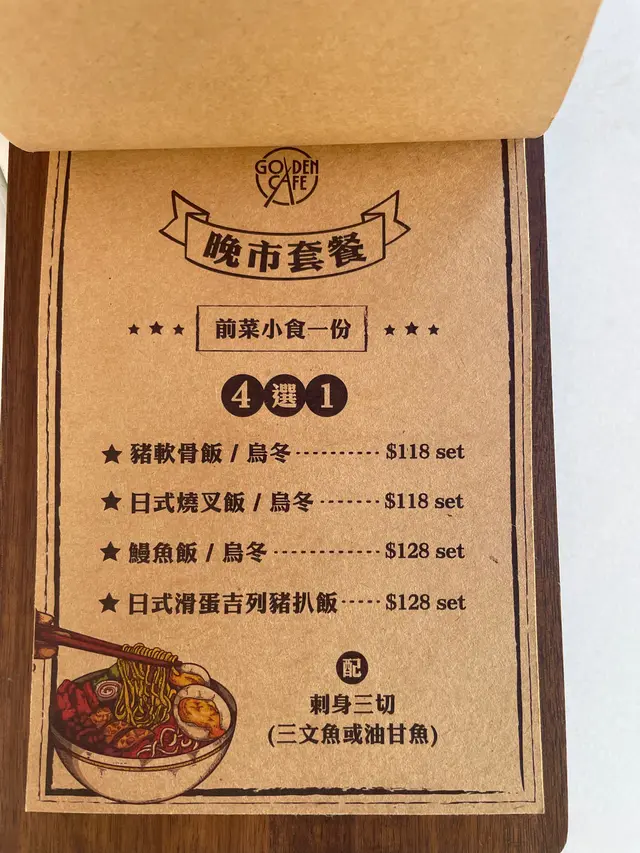 GOLDEN
CAFE
晚市套餐
前菜小食一份
4選1
豬軟骨飯 / 烏冬 $118 set
日式燒叉飯 / 烏冬 $118 set
鰻魚飯 / 烏冬 $128 set
日式滑蛋吉列豬扒飯 $128 set
配
刺身三切
(三文魚或油甘魚)